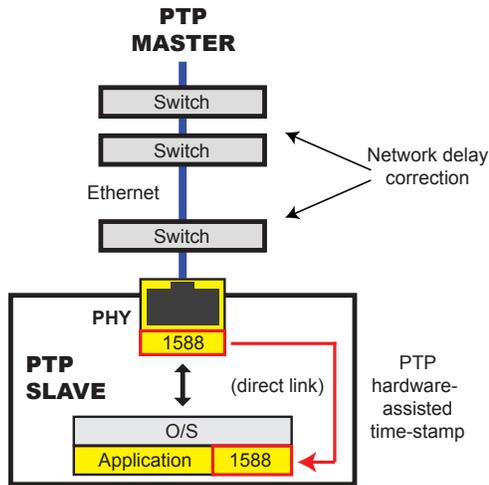 PTP
MASTER
Switch
Switch
Network delay
correction
Ethernet
Switch
PHY
1588
PTP
SLAVE
(direct link)
PTP
hardware-
assisted
time-stamp
O/S
Application
1588